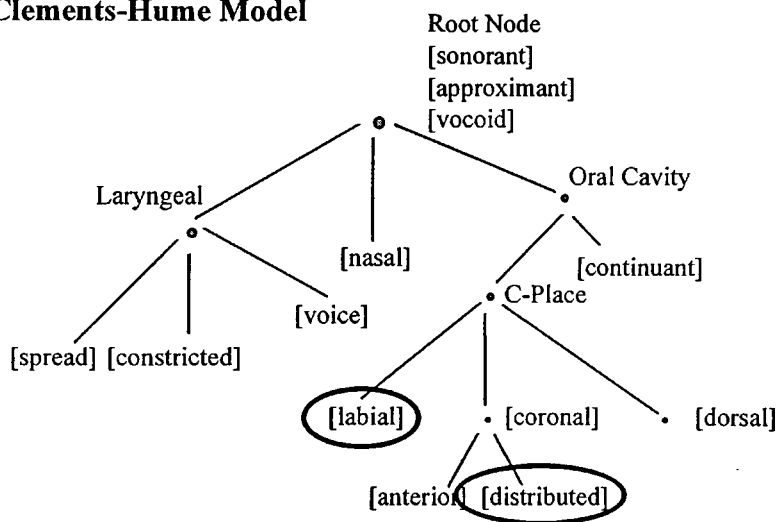 Clements-Hume Model
Root Node
[sonorant]
[approximant]
[vocoid]
Laryngeal
Oral Cavity
[nasal]
[continuant]
C-Place
[voice]
[spread] [constricted]
[labial]
[coronal]
[dorsal]
[anterior]
[distributed]